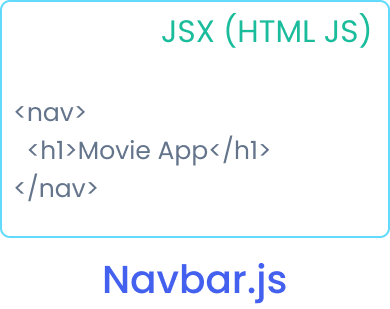 JSX (HTML JS)
<nav>
<h1>Movie App</h1>
</nav>
Navbar.js